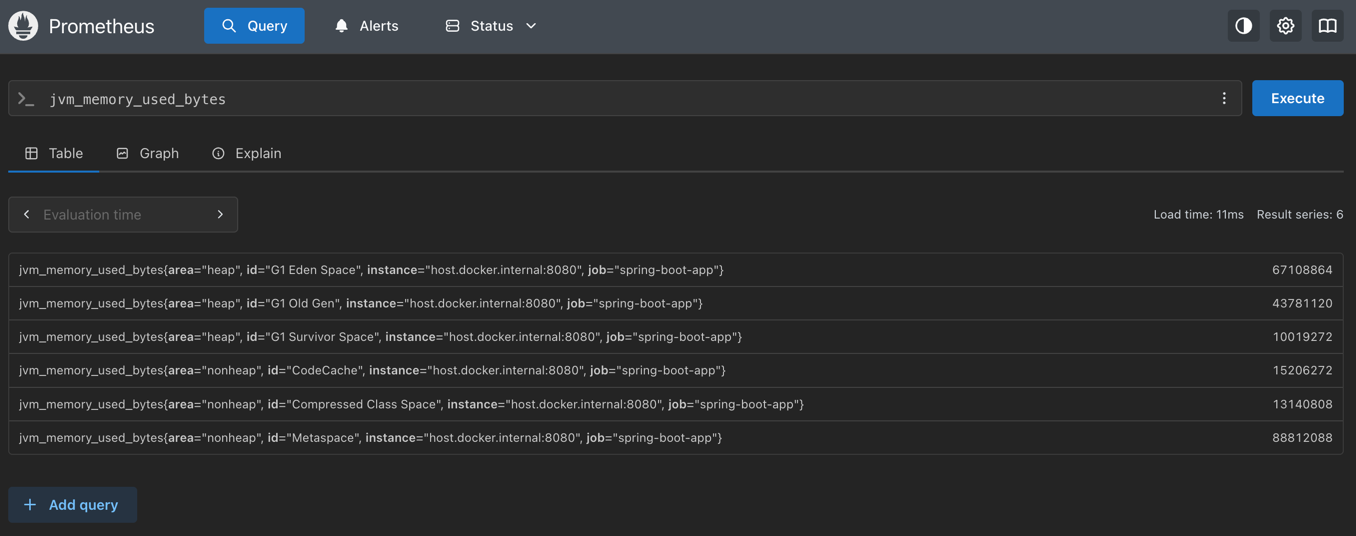 Prometheus Query Alerts Status
>_ jvm_memory_used_bytes Execute
Table Graph Explain
Evaluation time Load time: 11ms Result series: 6
jvm_memory_used_bytes{area="heap", id="G1 Eden Space", instance="host.docker.internal:8080", job="spring-boot-app"} 67108864
jvm_memory_used_bytes{area="heap", id="G1 Old Gen", instance="host.docker.internal:8080", job="spring-boot-app"} 43781120
jvm_memory_used_bytes{area="heap", id="G1 Survivor Space", instance="host.docker.internal:8080", job="spring-boot-app"} 10019272
jvm_memory_used_bytes{area="nonheap", id="CodeCache", instance="host.docker.internal:8080", job="spring-boot-app"} 15206272
jvm_memory_used_bytes{area="nonheap", id="Compressed Class Space", instance="host.docker.internal:8080", job="spring-boot-app"} 13140808
jvm_memory_used_bytes{area="nonheap", id="Metaspace", instance="host.docker.internal:8080", job="spring-boot-app"} 88812088
Add query